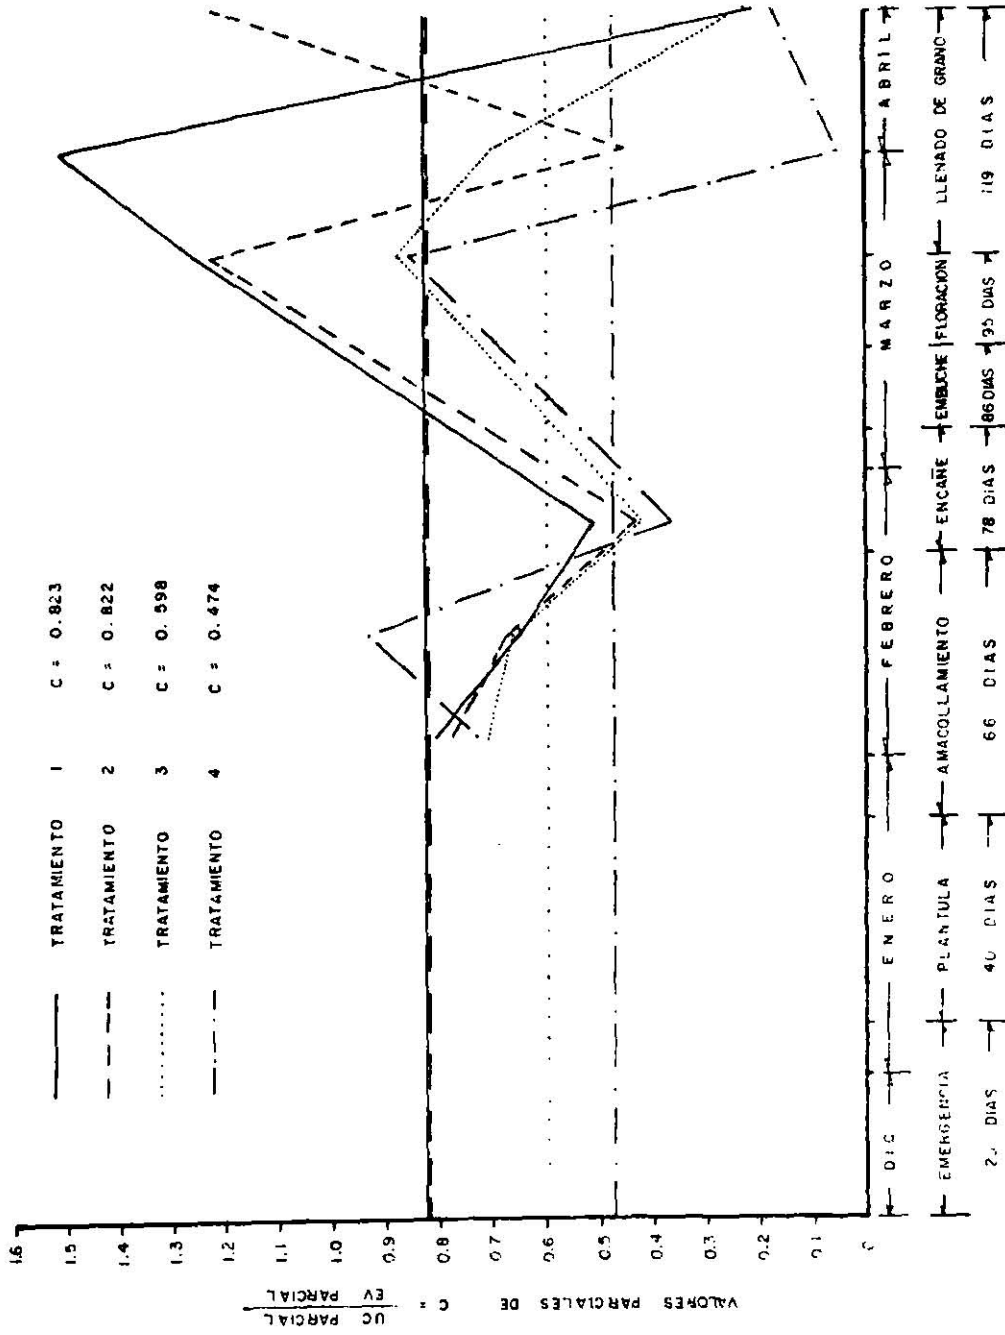 TRATAMIENTO 1 C = 0.823
TRATAMIENTO 2 C = 0.822
TRATAMIENTO 3 C = 0.598
TRATAMIENTO 4 C = 0.474
VALORES PARCIALES DE C = UC PARCIAL
EV PARCIAL
1.6
1.5
1.4
1.3
1.2
1.1
1.0
0.9
0.8
0.7
0.6
0.5
0.4
0.3
0.2
0.1
DIC ENERO FEBRERO MARZO ABRIL
EMERGENCIA PLANTULA AMACOLLAMIENTO ENCAÑE EMBUCHE FLORACION LLENADO DE GRANO
DIAS 40 DIAS 66 DIAS 78 DIAS 86 DIAS 95 DIAS 119 DIAS